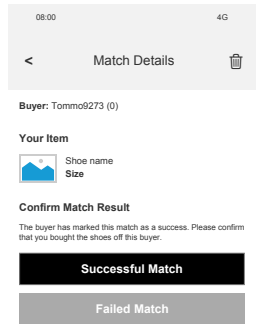 08:00 4G
< Match Details
Buyer: Tommo9273 (0)
Your Item
Shoe name
Size
Confirm Match Result
The buyer has marked this match as a success. Please confirm
that you bought the shoes off this buyer.
Successful Match
Failed Match